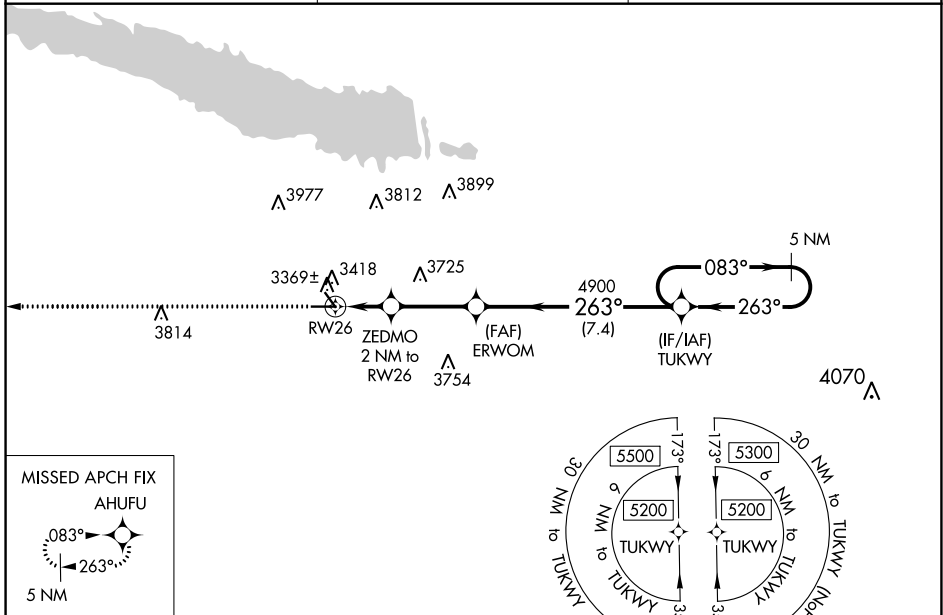 3977
3812
3899
5 NM
3369±
3418
3725
083°
4900
263°
263°
(7.4)
3814
RW26
ZEDMO
2 NM to
RW26
(FAF)
ERWOM
(IF/IAF)
TUKWY
3754
4070
MISSED APCH FIX
AHUFU
083°
263°
5 NM
5500
173°
173°
5300
30 NM to TUKWY
6 NM to TUKWY
5200
5200
TUKWY
TUKWY
6 NM to TUKWY
30 NM to TUKWY